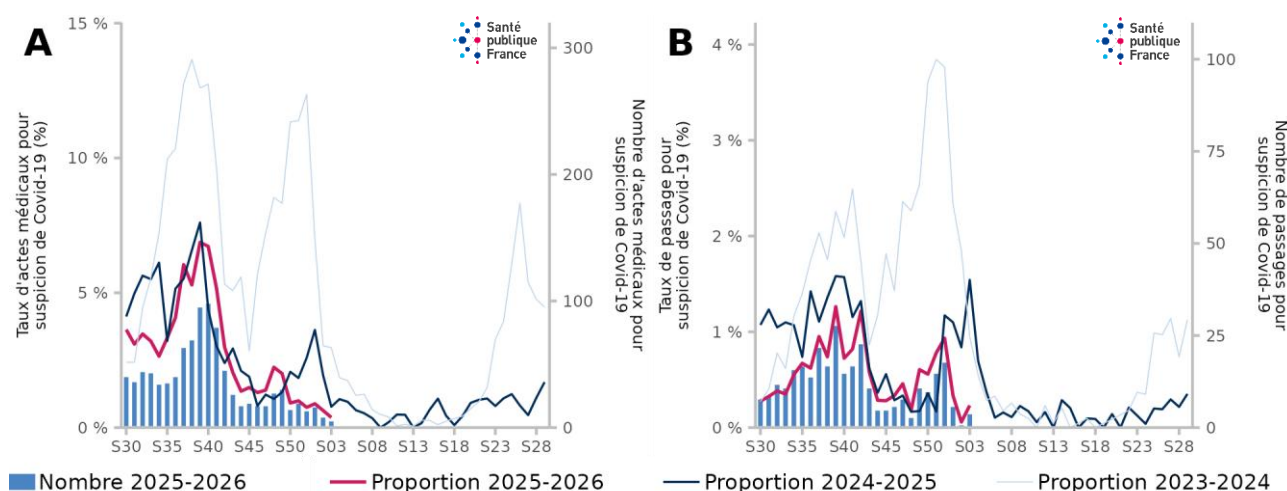 A
Santé
publique
France
Taux d'actes médicaux pour
suspicion de Covid-19 (%)
15 %
10 %
5 %
0 %
300
200
100
0
Nombre d'actes médicaux pour
suspicion de Covid-19
S30 S35 S40 S45 S50 S03 S08 S13 S18 S23 S28
B
Santé
publique
France
Taux de passage pour
suspicion de Covid-19 (%)
4 %
3 %
2 %
1 %
0 %
100
75
50
25
0
Nombre de passages pour
suspicion de Covid-19
S30 S35 S40 S45 S50 S03 S08 S13 S18 S23 S28
Nombre 2025-2026 Proportion 2025-2026 Proportion 2024-2025 Proportion 2023-2024